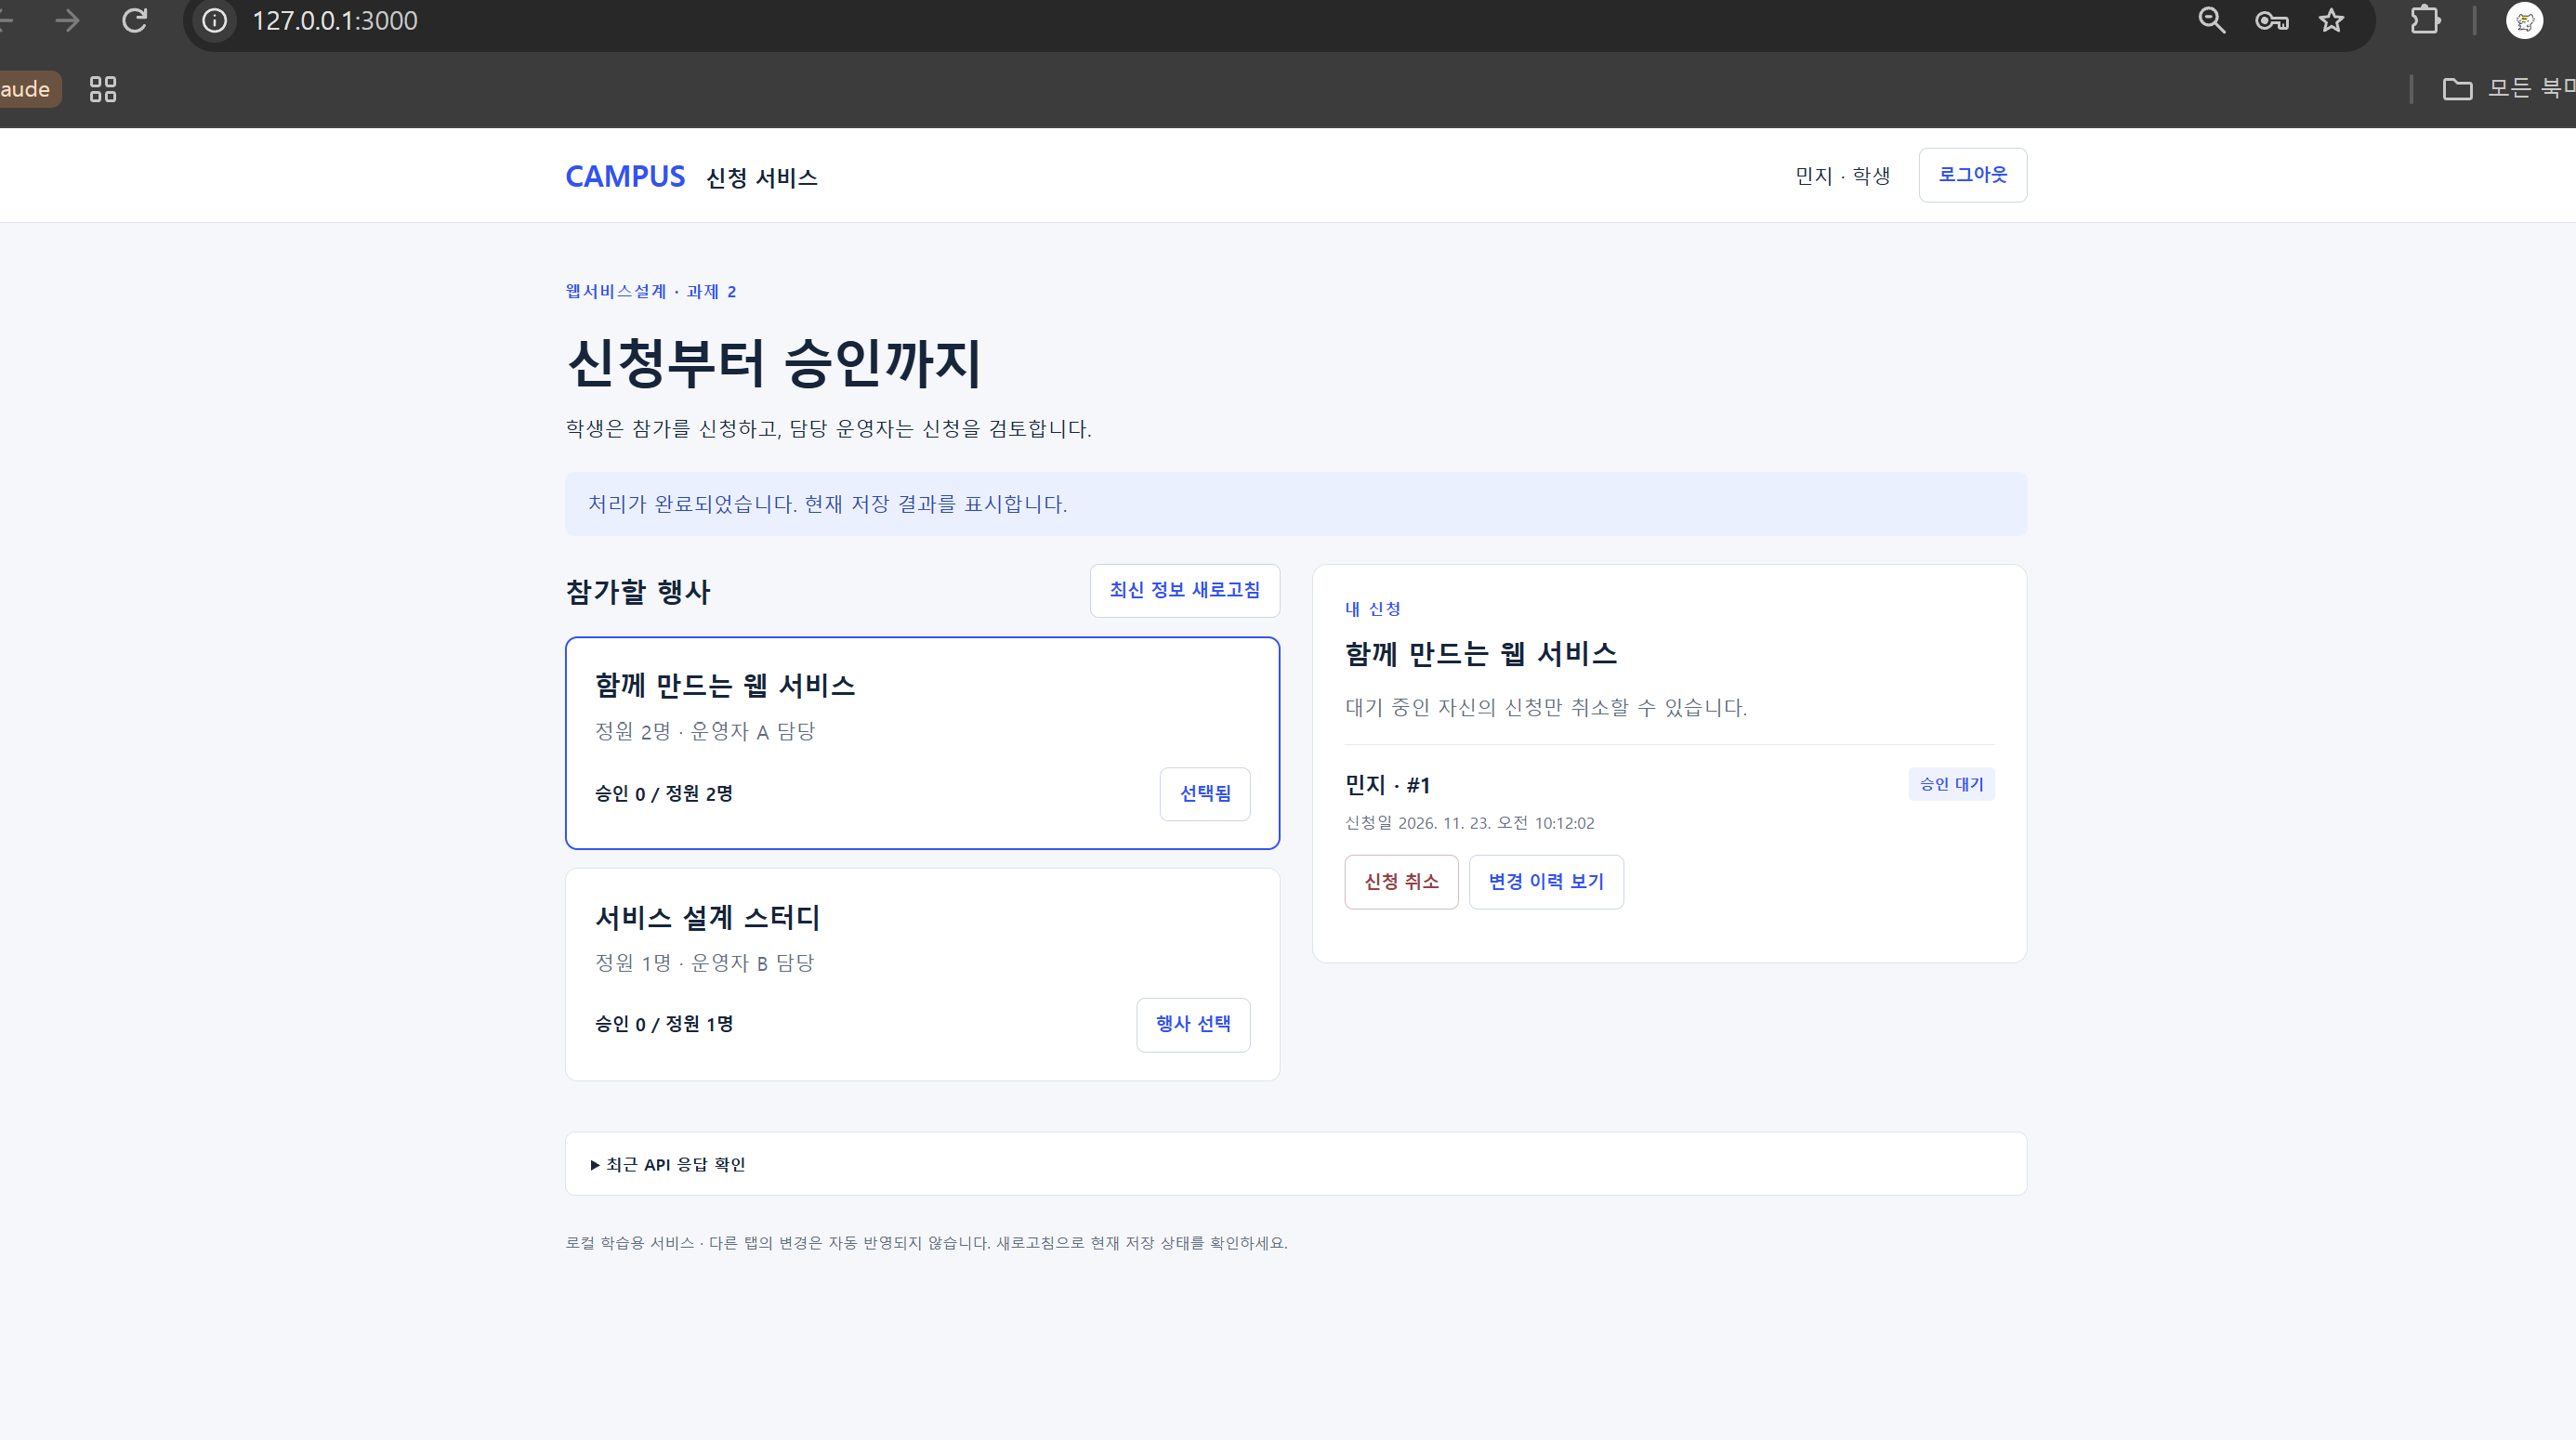 127.0.0.1:3000
aude
모든 북
CAMPUS 신청 서비스
민지 · 학생
로그아웃
웹서비스설계 · 과제 2
신청부터 승인까지
학생은 참가를 신청하고, 담당 운영자는 신청을 검토합니다.
처리가 완료되었습니다. 현재 저장 결과를 표시합니다.
참가할 행사
최신 정보 새로고침
함께 만드는 웹 서비스
정원 2명 · 운영자 A 담당
승인 0 / 정원 2명
선택됨
서비스 설계 스터디
정원 1명 · 운영자 B 담당
승인 0 / 정원 1명
행사 선택
내 신청
함께 만드는 웹 서비스
대기 중인 자신의 신청만 취소할 수 있습니다.
민지 · #1
승인 대기
신청일 2026. 11. 23. 오전 10:12:02
신청 취소
변경 이력 보기
▶ 최근 API 응답 확인
로컬 학습용 서비스 · 다른 탭의 변경은 자동 반영되지 않습니다. 새로고침으로 현재 저장 상태를 확인하세요.